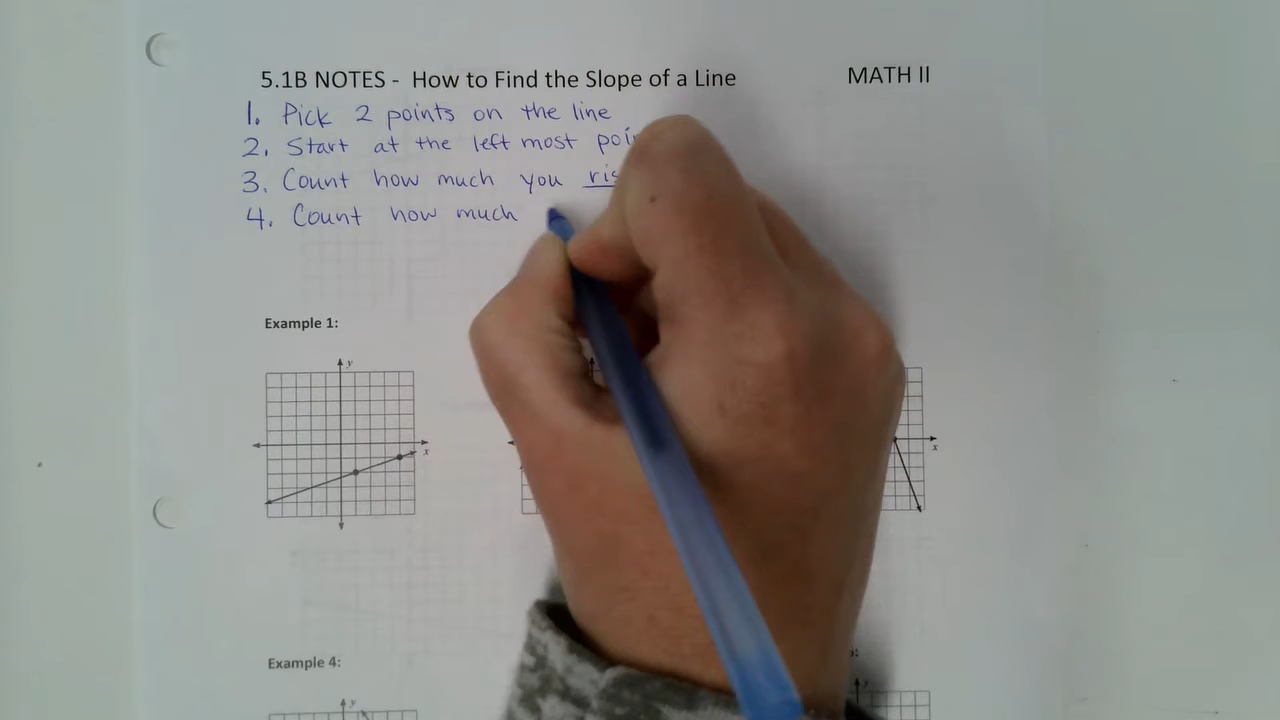 5.1B NOTES - How to Find the Slope of a Line
MATH II
1. Pick 2 points on the line
2. Start at the left most
3. Count how much you
4. Count how much
Example 1:
y
x
x
Example 4:
y
y